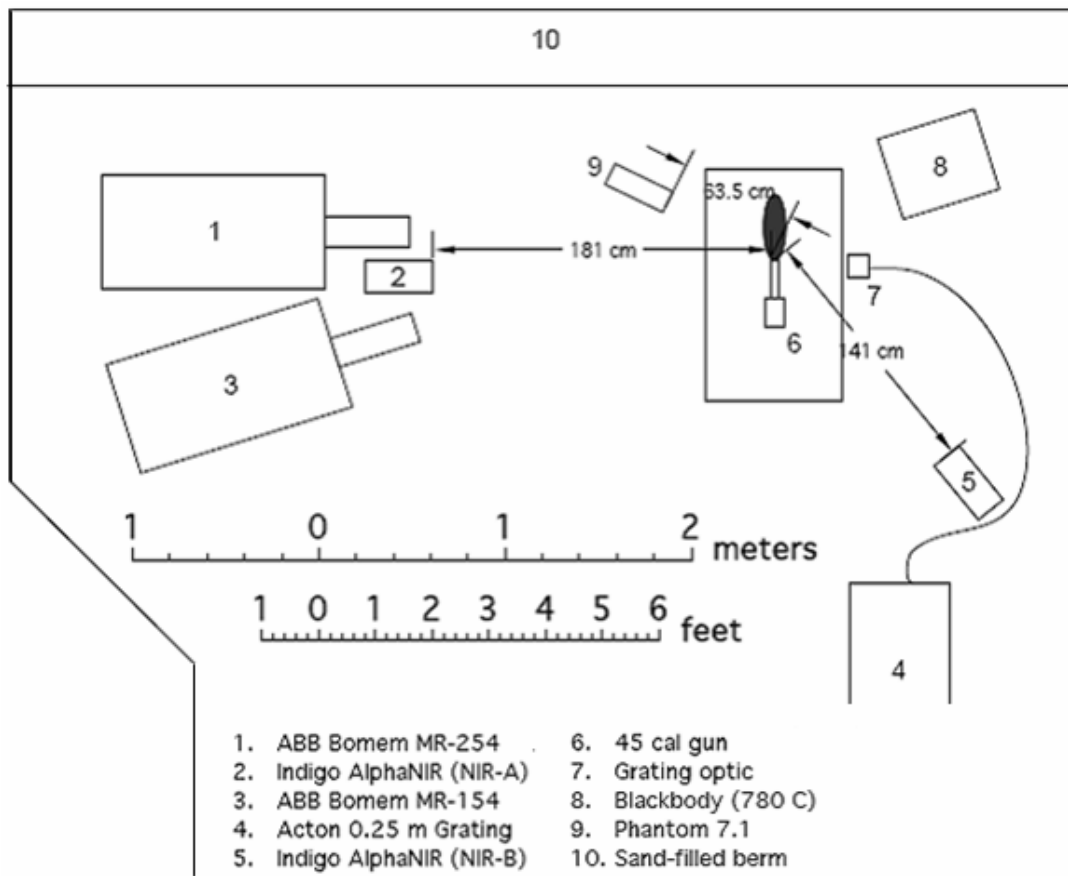 10
9
8
63.5 cm
1
181 cm
2
7
6
141 cm
3
5
1 0 1 2 meters
1 0 1 2 3 4 5 6 feet
4
1. ABB Bomem MR-254
2. Indigo AlphaNIR (NIR-A)
3. ABB Bomem MR-154
4. Acton 0.25 m Grating
5. Indigo AlphaNIR (NIR-B)
6. 45 cal gun
7. Grating optic
8. Blackbody (780 C)
9. Phantom 7.1
10. Sand-filled berm